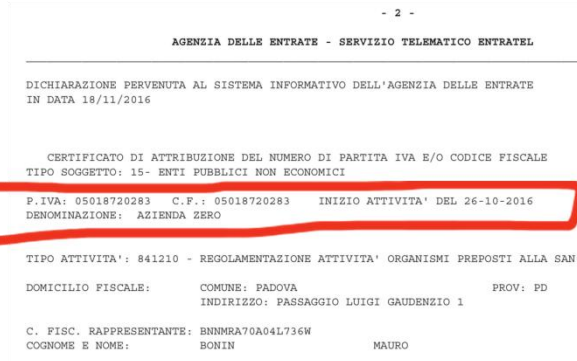 - 2 -
AGENZIA DELLE ENTRATE - SERVIZIO TELEMATICO ENTRATEL
DICHIARAZIONE PERVENUTA AL SISTEMA INFORMATIVO DELL'AGENZIA DELLE ENTRATE
IN DATA 18/11/2016
CERTIFICATO DI ATTRIBUZIONE DEL NUMERO DI PARTITA IVA E/O CODICE FISCALE
TIPO SOGGETTO: 15- ENTI PUBBLICI NON ECONOMICI
P.IVA: 05018720283 C.F.: 05018720283 INIZIO ATTIVITA' DEL 26-10-2016
DENOMINAZIONE: AZIENDA ZERO
TIPO ATTIVITA': 841210 - REGOLAMENTAZIONE ATTIVITA' ORGANISMI PREPOSTI ALLA SAN
DOMICILIO FISCALE: COMUNE: PADOVA PROV: PD
INDIRIZZO: PASSAGGIO LUIGI GAUDENZIO 1
C. FISC. RAPPRESENTANTE: BNNMRA70A04L736W
COGNOME E NOME: BONIN MAURO